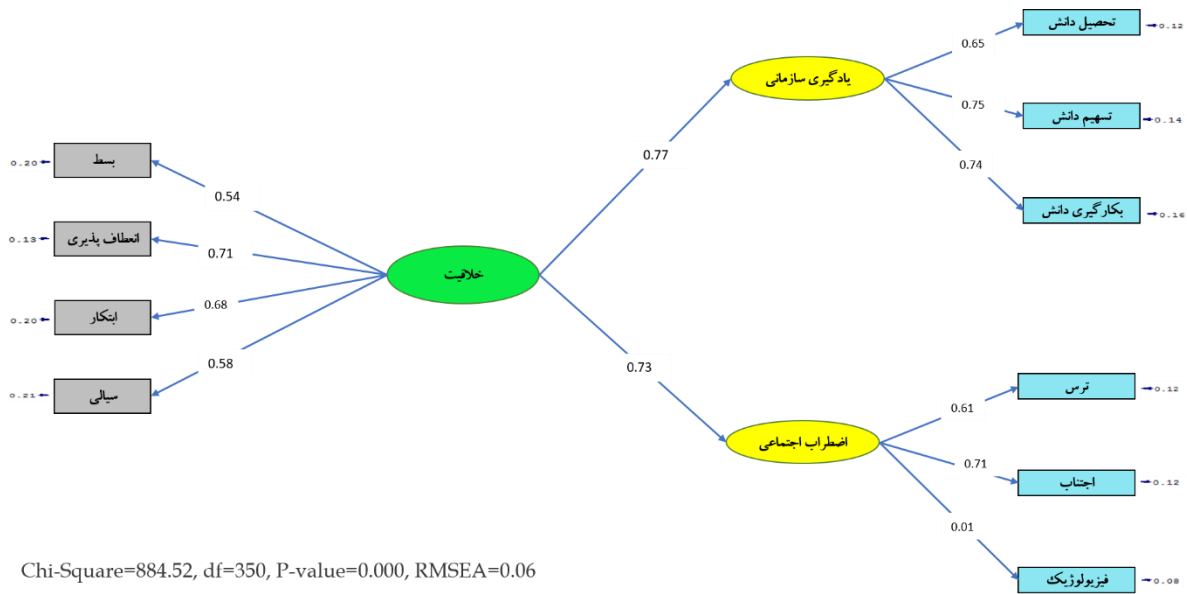 تحصیل دانش
0.12
0.65
یادگیری سازمانی
0.75
تسهیم دانش
0.14
0.77
0.74
بکارگیری دانش
0.16
بسط
0.20
0.54
انعطاف پذیری
0.13
0.71
خلاقیت
0.68
ابتکار
0.20
0.58
سیالی
0.21
0.73
ترس
0.12
0.61
اضطراب اجتماعی
0.71
اجتناب
0.12
0.01
فیزیولوژیک
0.08
Chi-Square=884.52, df=350, P-value=0.000, RMSEA=0.06